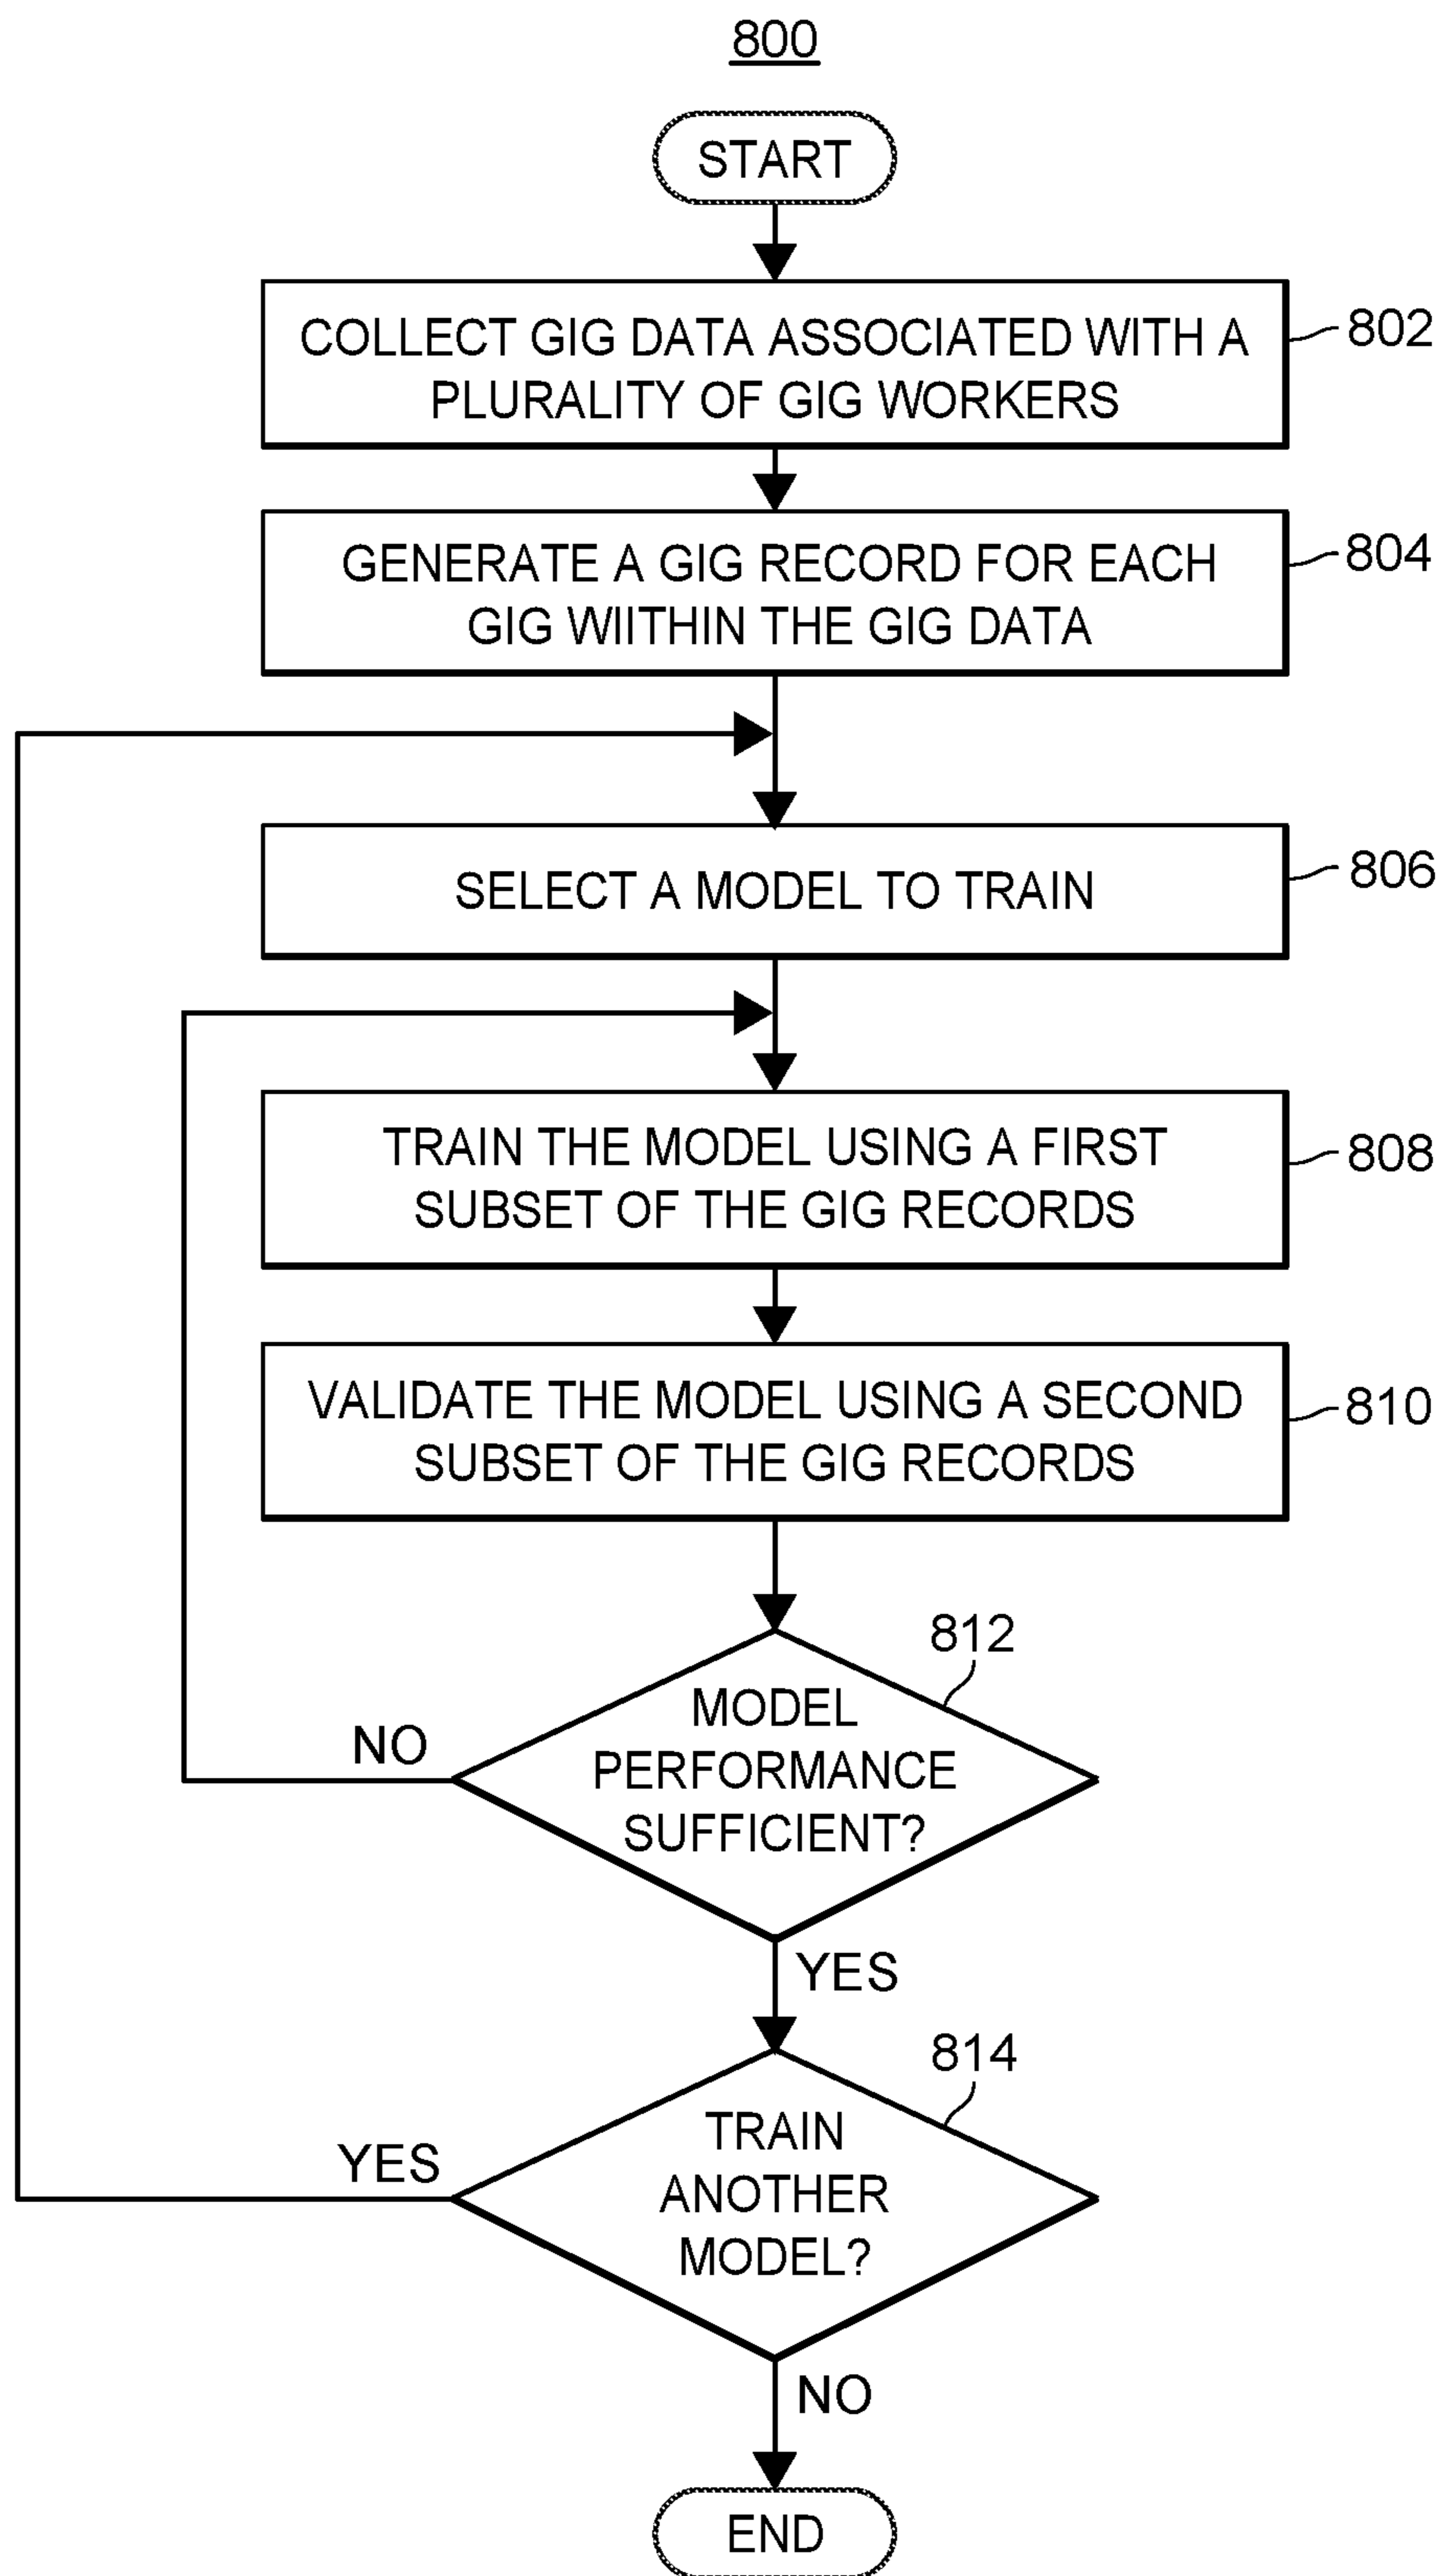 800
START
COLLECT GIG DATA ASSOCIATED WITH A
PLURALITY OF GIG WORKERS
802
GENERATE A GIG RECORD FOR EACH
GIG WIITHIN THE GIG DATA
804
SELECT A MODEL TO TRAIN
806
TRAIN THE MODEL USING A FIRST
SUBSET OF THE GIG RECORDS
808
VALIDATE THE MODEL USING A SECOND
SUBSET OF THE GIG RECORDS
810
812
MODEL
PERFORMANCE
SUFFICIENT?
NO
YES
814
TRAIN
ANOTHER
MODEL?
YES
NO
END